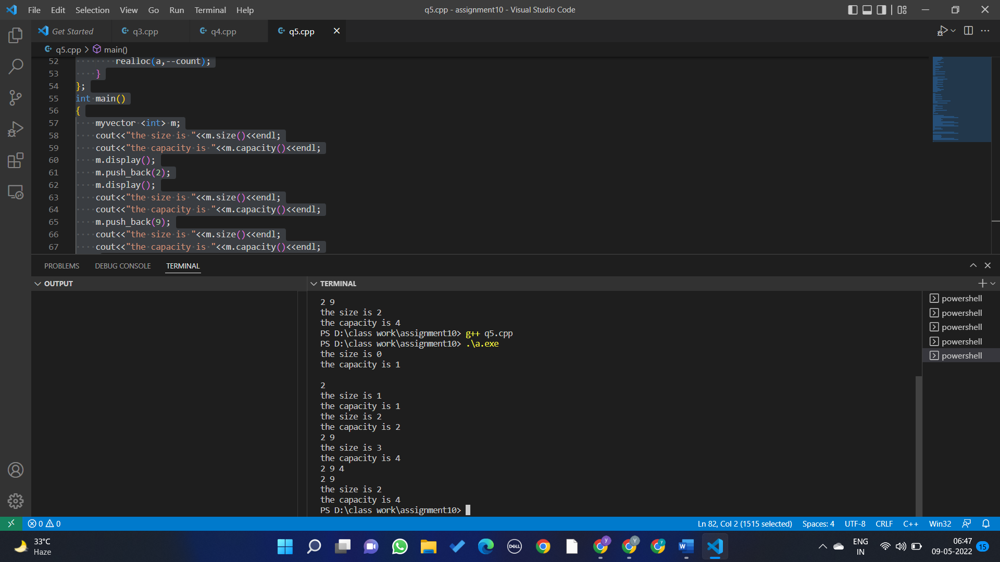 File Edit Selection View Go Run Terminal Help
q5.cpp - assignment10 - Visual Studio Code
Get Started
q3.cpp
q4.cpp
q5.cpp
q5.cpp > main()
52 realloc(a,--count);
53 }
54 };
55 int main()
56 {
57 myvector <int> m;
58 cout<<"the size is "<<m.size()<<endl;
59 cout<<"the capacity is "<<m.capacity()<<endl;
60 m.display();
61 m.push_back(2);
62 m.display();
63 cout<<"the size is "<<m.size()<<endl;
64 cout<<"the capacity is "<<m.capacity()<<endl;
65 m.push_back(9);
66 cout<<"the size is "<<m.size()<<endl;
67 cout<<"the capacity is "<<m.capacity()<<endl;
PROBLEMS DEBUG CONSOLE TERMINAL
OUTPUT
TERMINAL
2 9
the size is 2
the capacity is 4
PS D:\class work\assignment10> g++ q5.cpp
PS D:\class work\assignment10> .\a.exe
the size is 0
the capacity is 1
2
the size is 1
the capacity is 1
the size is 2
the capacity is 2
2 9
the size is 3
the capacity is 4
2 9 4
2 9
the size is 2
the capacity is 4
PS D:\class work\assignment10>
powershell
powershell
powershell
powershell
powershell
0 0
Ln 82, Col 2 (1515 selected) Spaces: 4 UTF-8 CRLF C++ Win32
33°C
Haze
DELL
Y
Y
Y
W
ENG
IN
06:47
09-05-2022
15